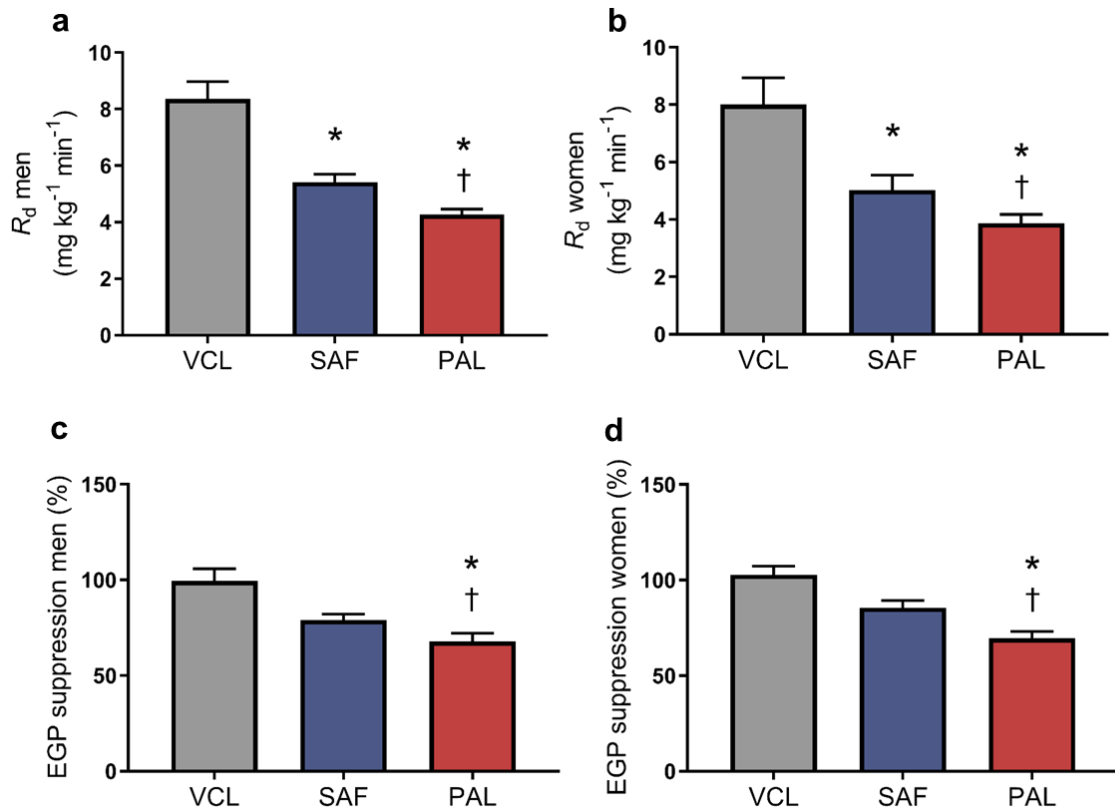 a
R_d men
(mg kg⁻¹ min⁻¹)
10
8
6
4
2
0
*
*
†
VCL SAF PAL
b
R_d women
(mg kg⁻¹ min⁻¹)
10
8
6
4
2
0
*
*
†
VCL SAF PAL
c
EGP suppression men (%)
150
100
50
0
*
†
VCL SAF PAL
d
EGP suppression women (%)
150
100
50
0
*
†
VCL SAF PAL